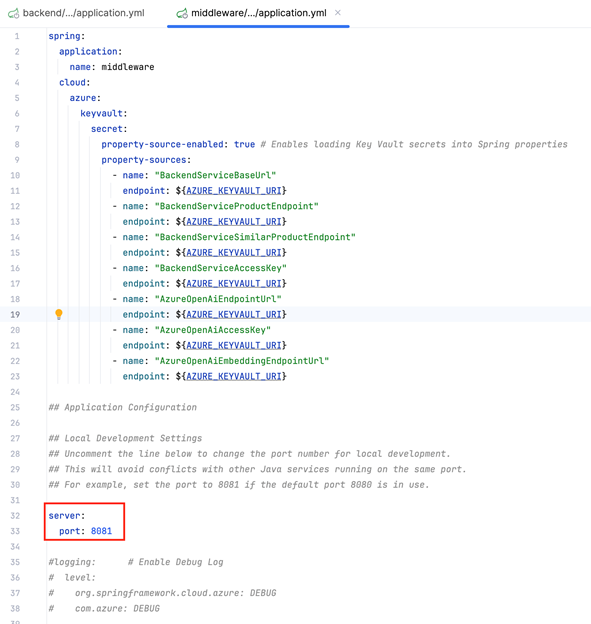 backend/.../application.yml middleware/.../application.yml ×
1 spring:
2 application:
3 name: middleware
4 cloud:
5 azure:
6 keyvault:
7 secret:
8 property-source-enabled: true # Enables loading Key Vault secrets into Spring properties
9 property-sources:
10 - name: "BackendServiceBaseUrl"
11 endpoint: ${AZURE_KEYVAULT_URI}
12 - name: "BackendServiceProductEndpoint"
13 endpoint: ${AZURE_KEYVAULT_URI}
14 - name: "BackendServiceSimilarProductEndpoint"
15 endpoint: ${AZURE_KEYVAULT_URI}
16 - name: "BackendServiceAccessKey"
17 endpoint: ${AZURE_KEYVAULT_URI}
18 - name: "AzureOpenAiEndpointUrl"
19 endpoint: ${AZURE_KEYVAULT_URI}
20 - name: "AzureOpenAiAccessKey"
21 endpoint: ${AZURE_KEYVAULT_URI}
22 - name: "AzureOpenAiEmbeddingEndpointUrl"
23 endpoint: ${AZURE_KEYVAULT_URI}
24
25 ## Application Configuration
26
27 ## Local Development Settings
28 ## Uncomment the line below to change the port number for local development.
29 ## This will avoid conflicts with other Java services running on the same port.
30 ## For example, set the port to 8081 if the default port 8080 is in use.
31
32 server:
33 port: 8081
34
35 #logging: # Enable Debug Log
36 # level:
37 # org.springframework.cloud.azure: DEBUG
38 # com.azure: DEBUG